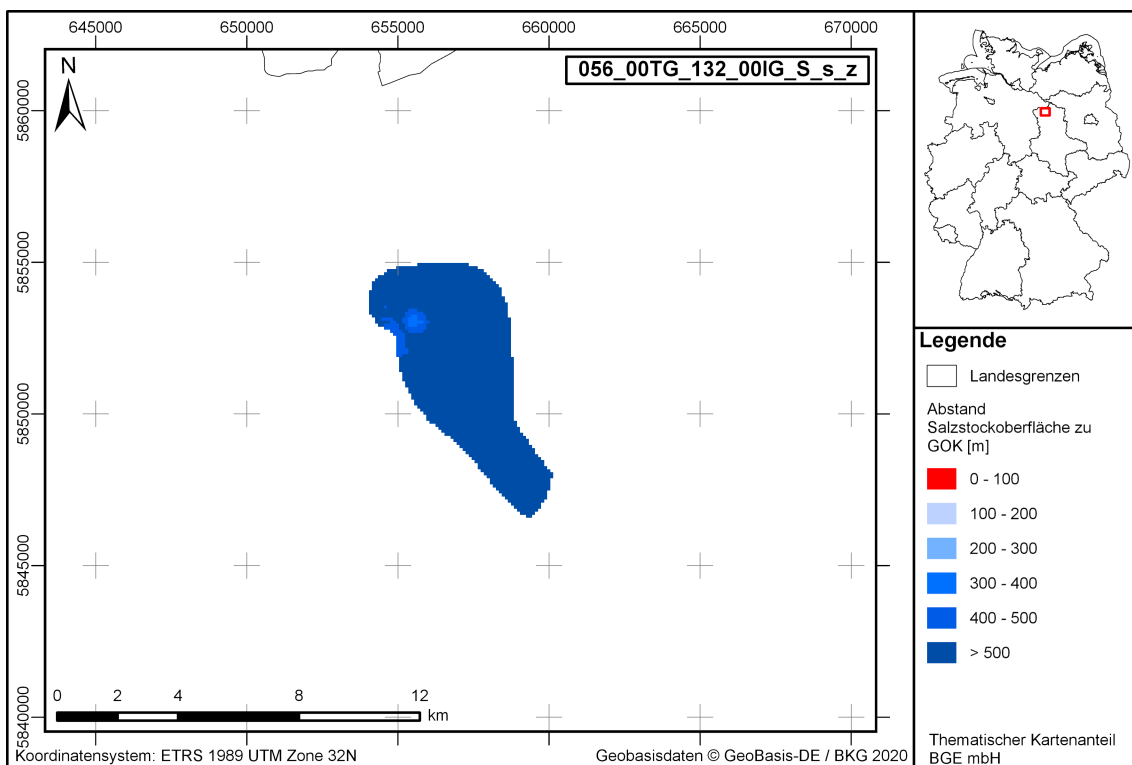 645000 650000 655000 660000 665000 670000
056_00TG_132_00IG_S_s_z
N
5860000
5855000
5850000
5845000
5840000
0 2 4 8 12
km
Koordinatensystem: ETRS 1989 UTM Zone 32N
Geobasisdaten © GeoBasis-DE / BKG 2020
Legende
Landesgrenzen
Abstand
Salzstockoberfläche zu
GOK [m]
0 - 100
100 - 200
200 - 300
300 - 400
400 - 500
> 500
Thematischer Kartenanteil
BGE mbH